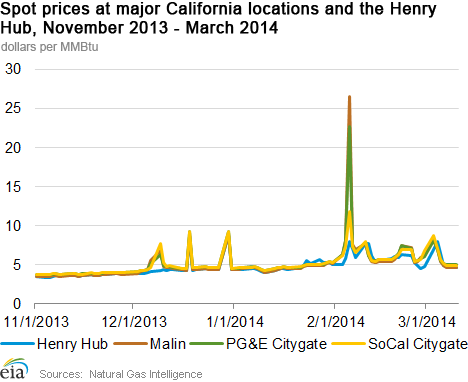 Spot prices at major California locations and the Henry
Hub, November 2013 - March 2014
dollars per MMBtu
30
25
20
15
10
5
0
11/1/2013 12/1/2013 1/1/2014 2/1/2014 3/1/2014
Henry Hub Malin PG&E Citygate SoCal Citygate
eia Sources: Natural Gas Intelligence